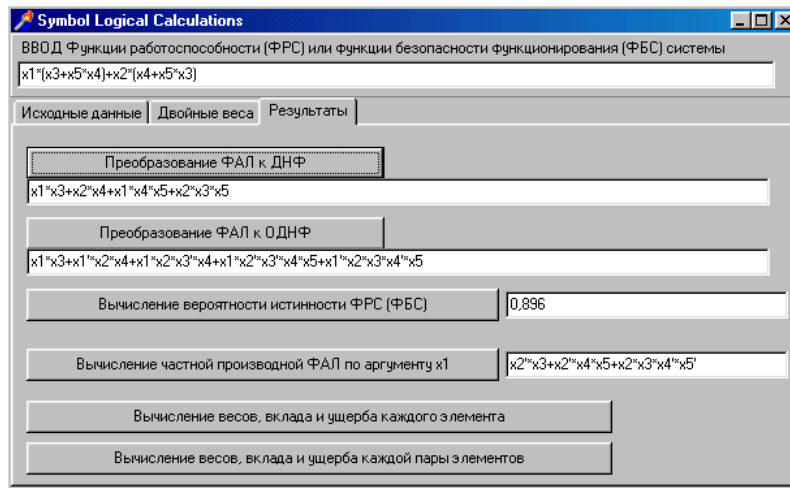 Symbol Logical Calculations
ВВОД Функции работоспособности (ФРС) или функции безопасности функционирования (ФБС) системы
x1*(x3+x5*x4)+x2*(x4+x5*x3)
Исходные данные Двойные веса Результаты
Преобразование ФАЛ к ДНФ
x1*x3+x2*x4+x1*x4*x5+x2*x3*x5
Преобразование ФАЛ к ОДНФ
x1*x3+x1'*x2*x4+x1*x2*x3'*x4+x1*x2'*x3'*x4*x5+x1'*x2*x3*x4'*x5
Вычисление вероятности истинности ФРС (ФБС) 0,896
Вычисление частной производной ФАЛ по аргументу x1 x2'*x3+x2'*x4*x5+x2*x3*x4'*x5'
Вычисление весов, вклада и ущерба каждого элемента
Вычисление весов, вклада и ущерба каждой пары элементов